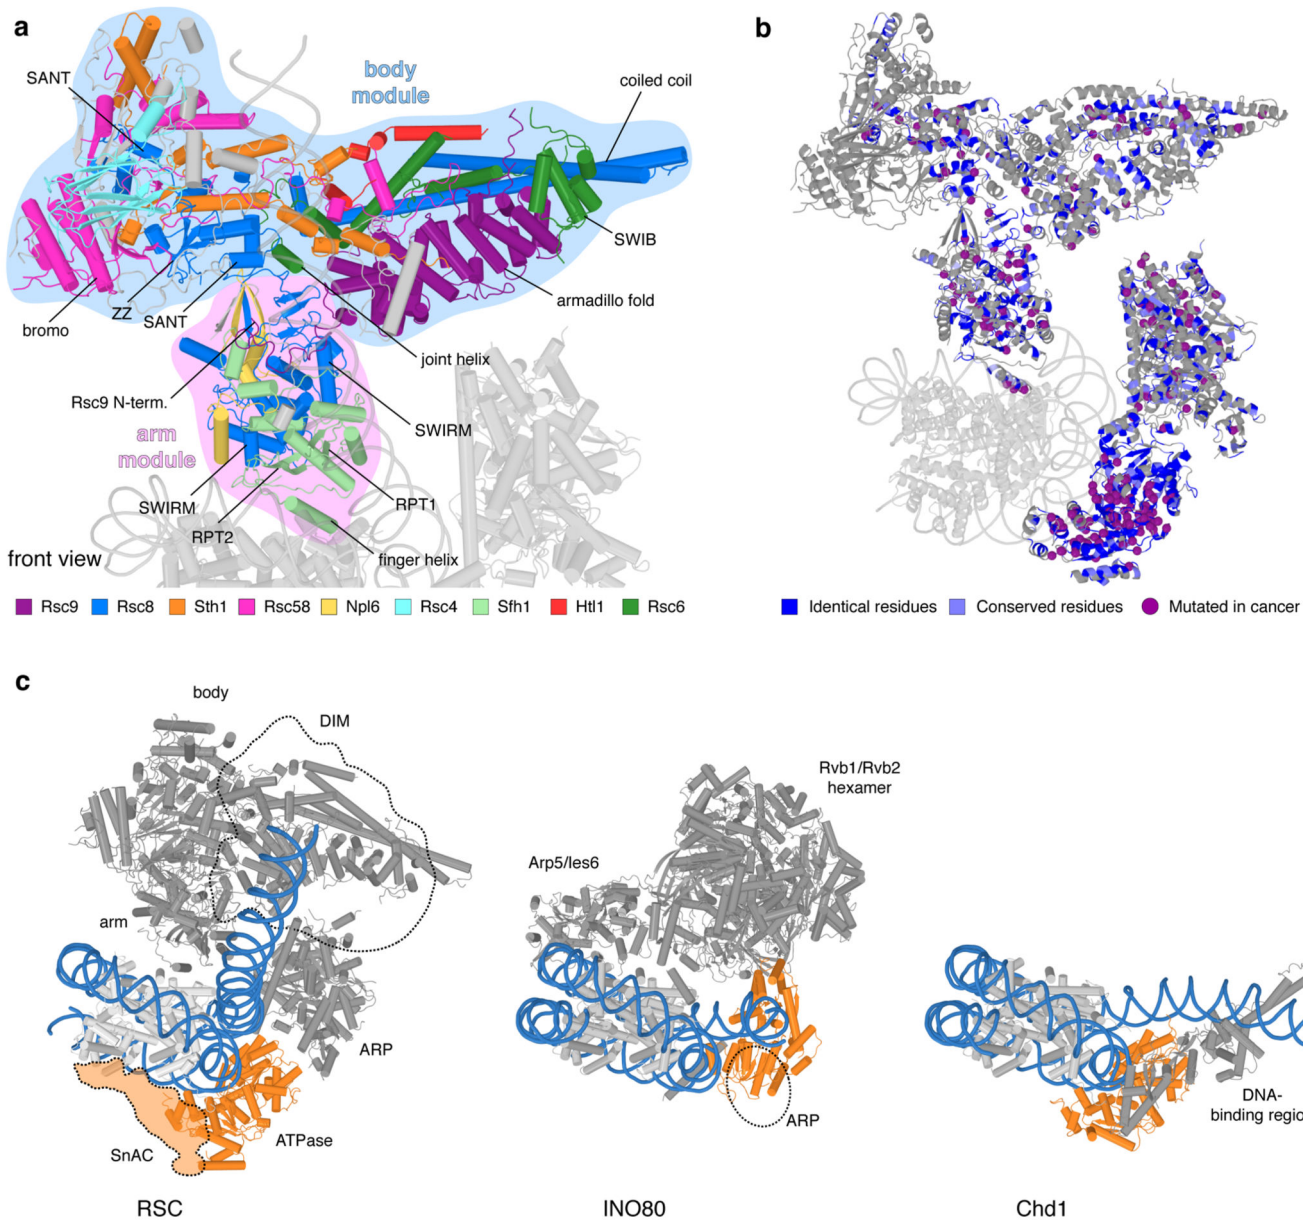 a
SANT
body
module
coiled coil
SWIB
armadillo fold
bromo
ZZ
SANT
joint helix
Rsc9 N-term.
arm
module
SWIRM
SWIRM
RPT1
RPT2
finger helix
front view
Rsc9 Rsc8 Sth1 Rsc58 Npl6 Rsc4 Sfh1 Htl1 Rsc6
b
Identical residues Conserved residues Mutated in cancer
c
body
DIM
arm
ARP
ATPase
SnAC
RSC
Rvb1/Rvb2
hexamer
Arp5/Ies6
ARP
INO80
DNA-
binding regio
Chd1